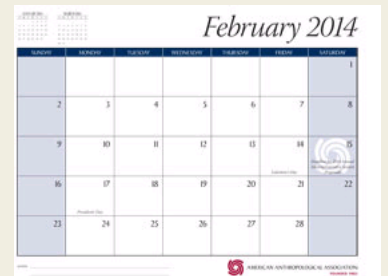 February 2014
SUNDAY MONDAY TUESDAY WEDNESDAY THURSDAY FRIDAY SATURDAY
1
2 3 4 5 6 7 8
9 10 11 12 13 14 15
Valentine's Day
16 17 18 19 20 21 22
Presidents' Day
23 24 25 26 27 28
AMERICAN ANTHROPOLOGICAL ASSOCIATION